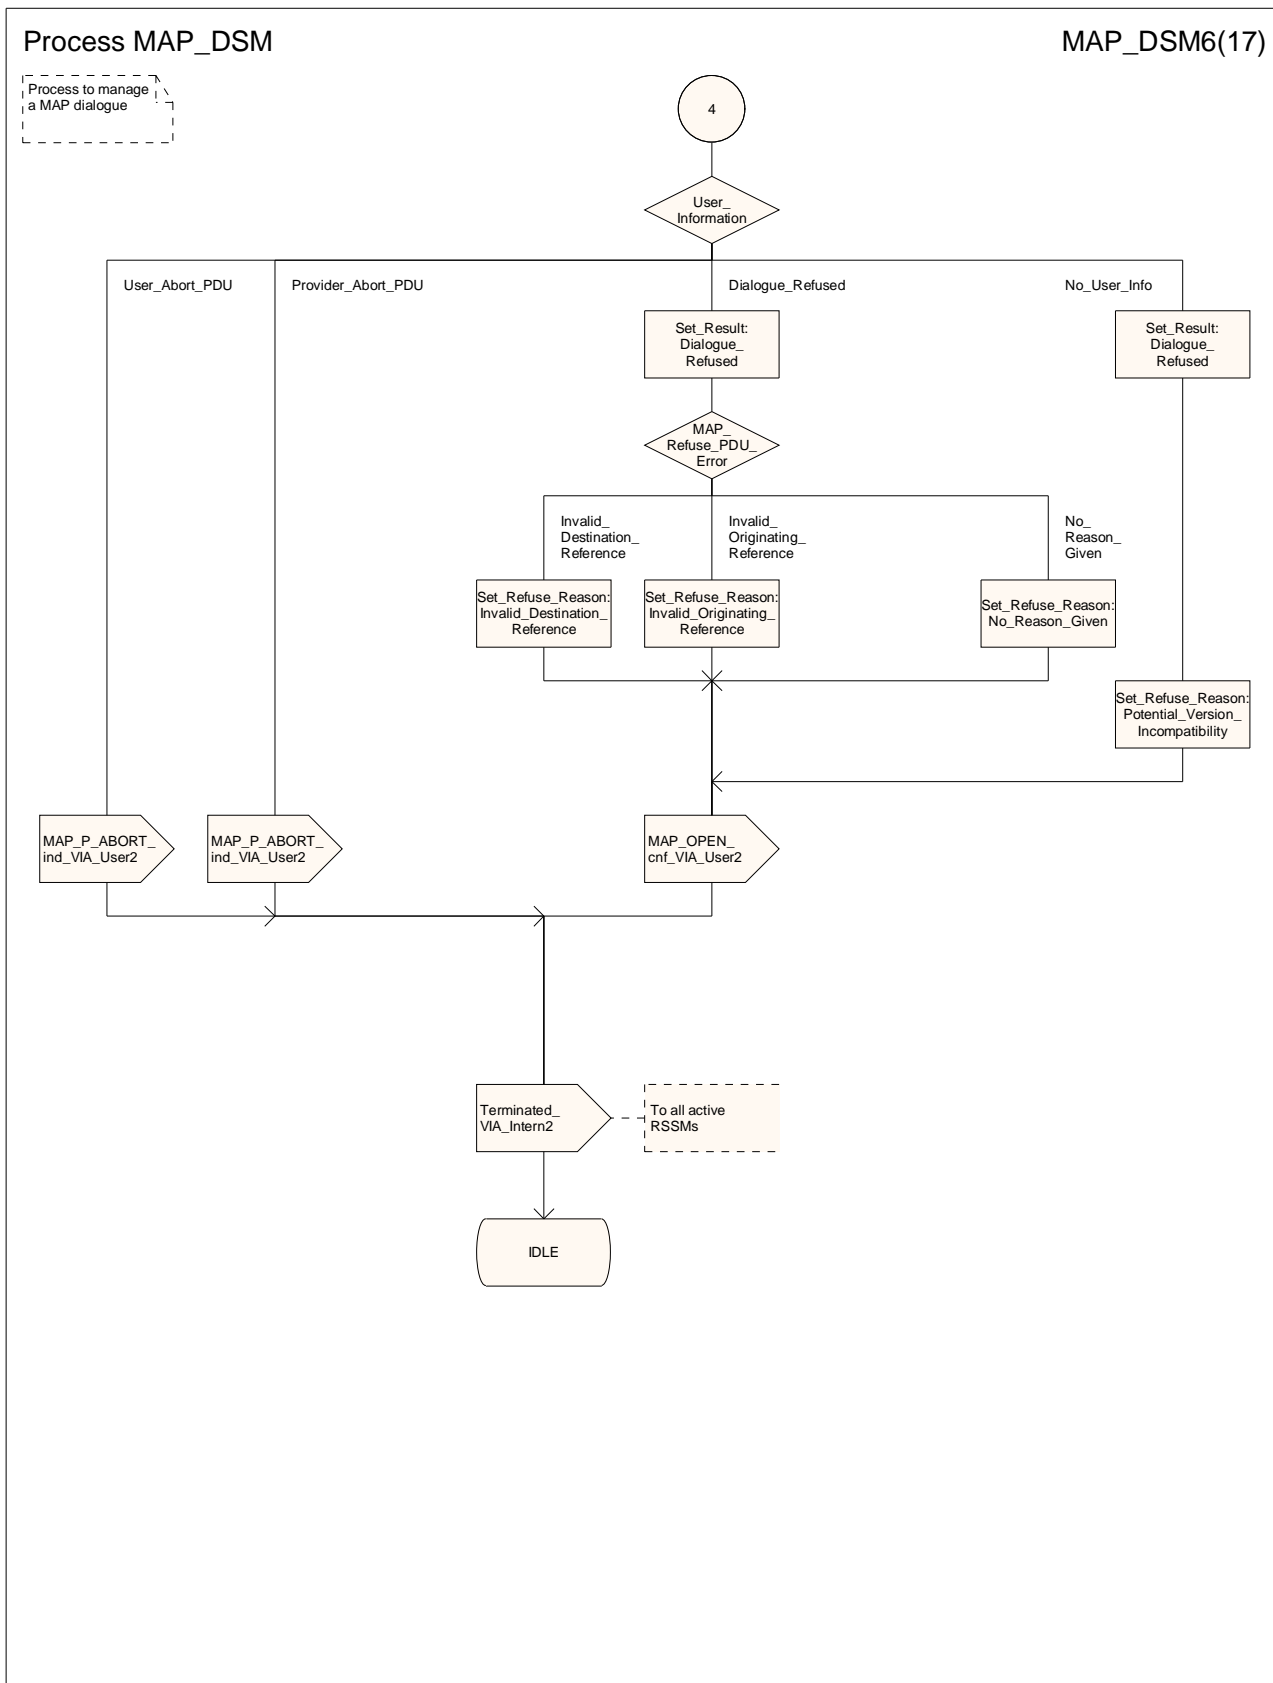 Process MAP_DSM
MAP_DSM6(17)
Process to manage
a MAP dialogue
4
User_
Information
User_Abort_PDU
Provider_Abort_PDU
Dialogue_Refused
No_User_Info
Set_Result:
Dialogue_
Refused
Set_Result:
Dialogue_
Refused
MAP_
Refuse_PDU_
Error
Invalid_
Destination_
Reference
Invalid_
Originating_
Reference
No_
Reason_
Given
Set_Refuse_Reason:
Invalid_Destination_
Reference
Set_Refuse_Reason:
Invalid_Originating_
Reference
Set_Refuse_Reason:
No_Reason_Given
Set_Refuse_Reason:
Potential_Version_
Incompatibility
MAP_P_ABORT_
ind_VIA_User2
MAP_P_ABORT_
ind_VIA_User2
MAP_OPEN_
cnf_VIA_User2
Terminated_
VIA_Intern2
To all active
RSSMs
IDLE